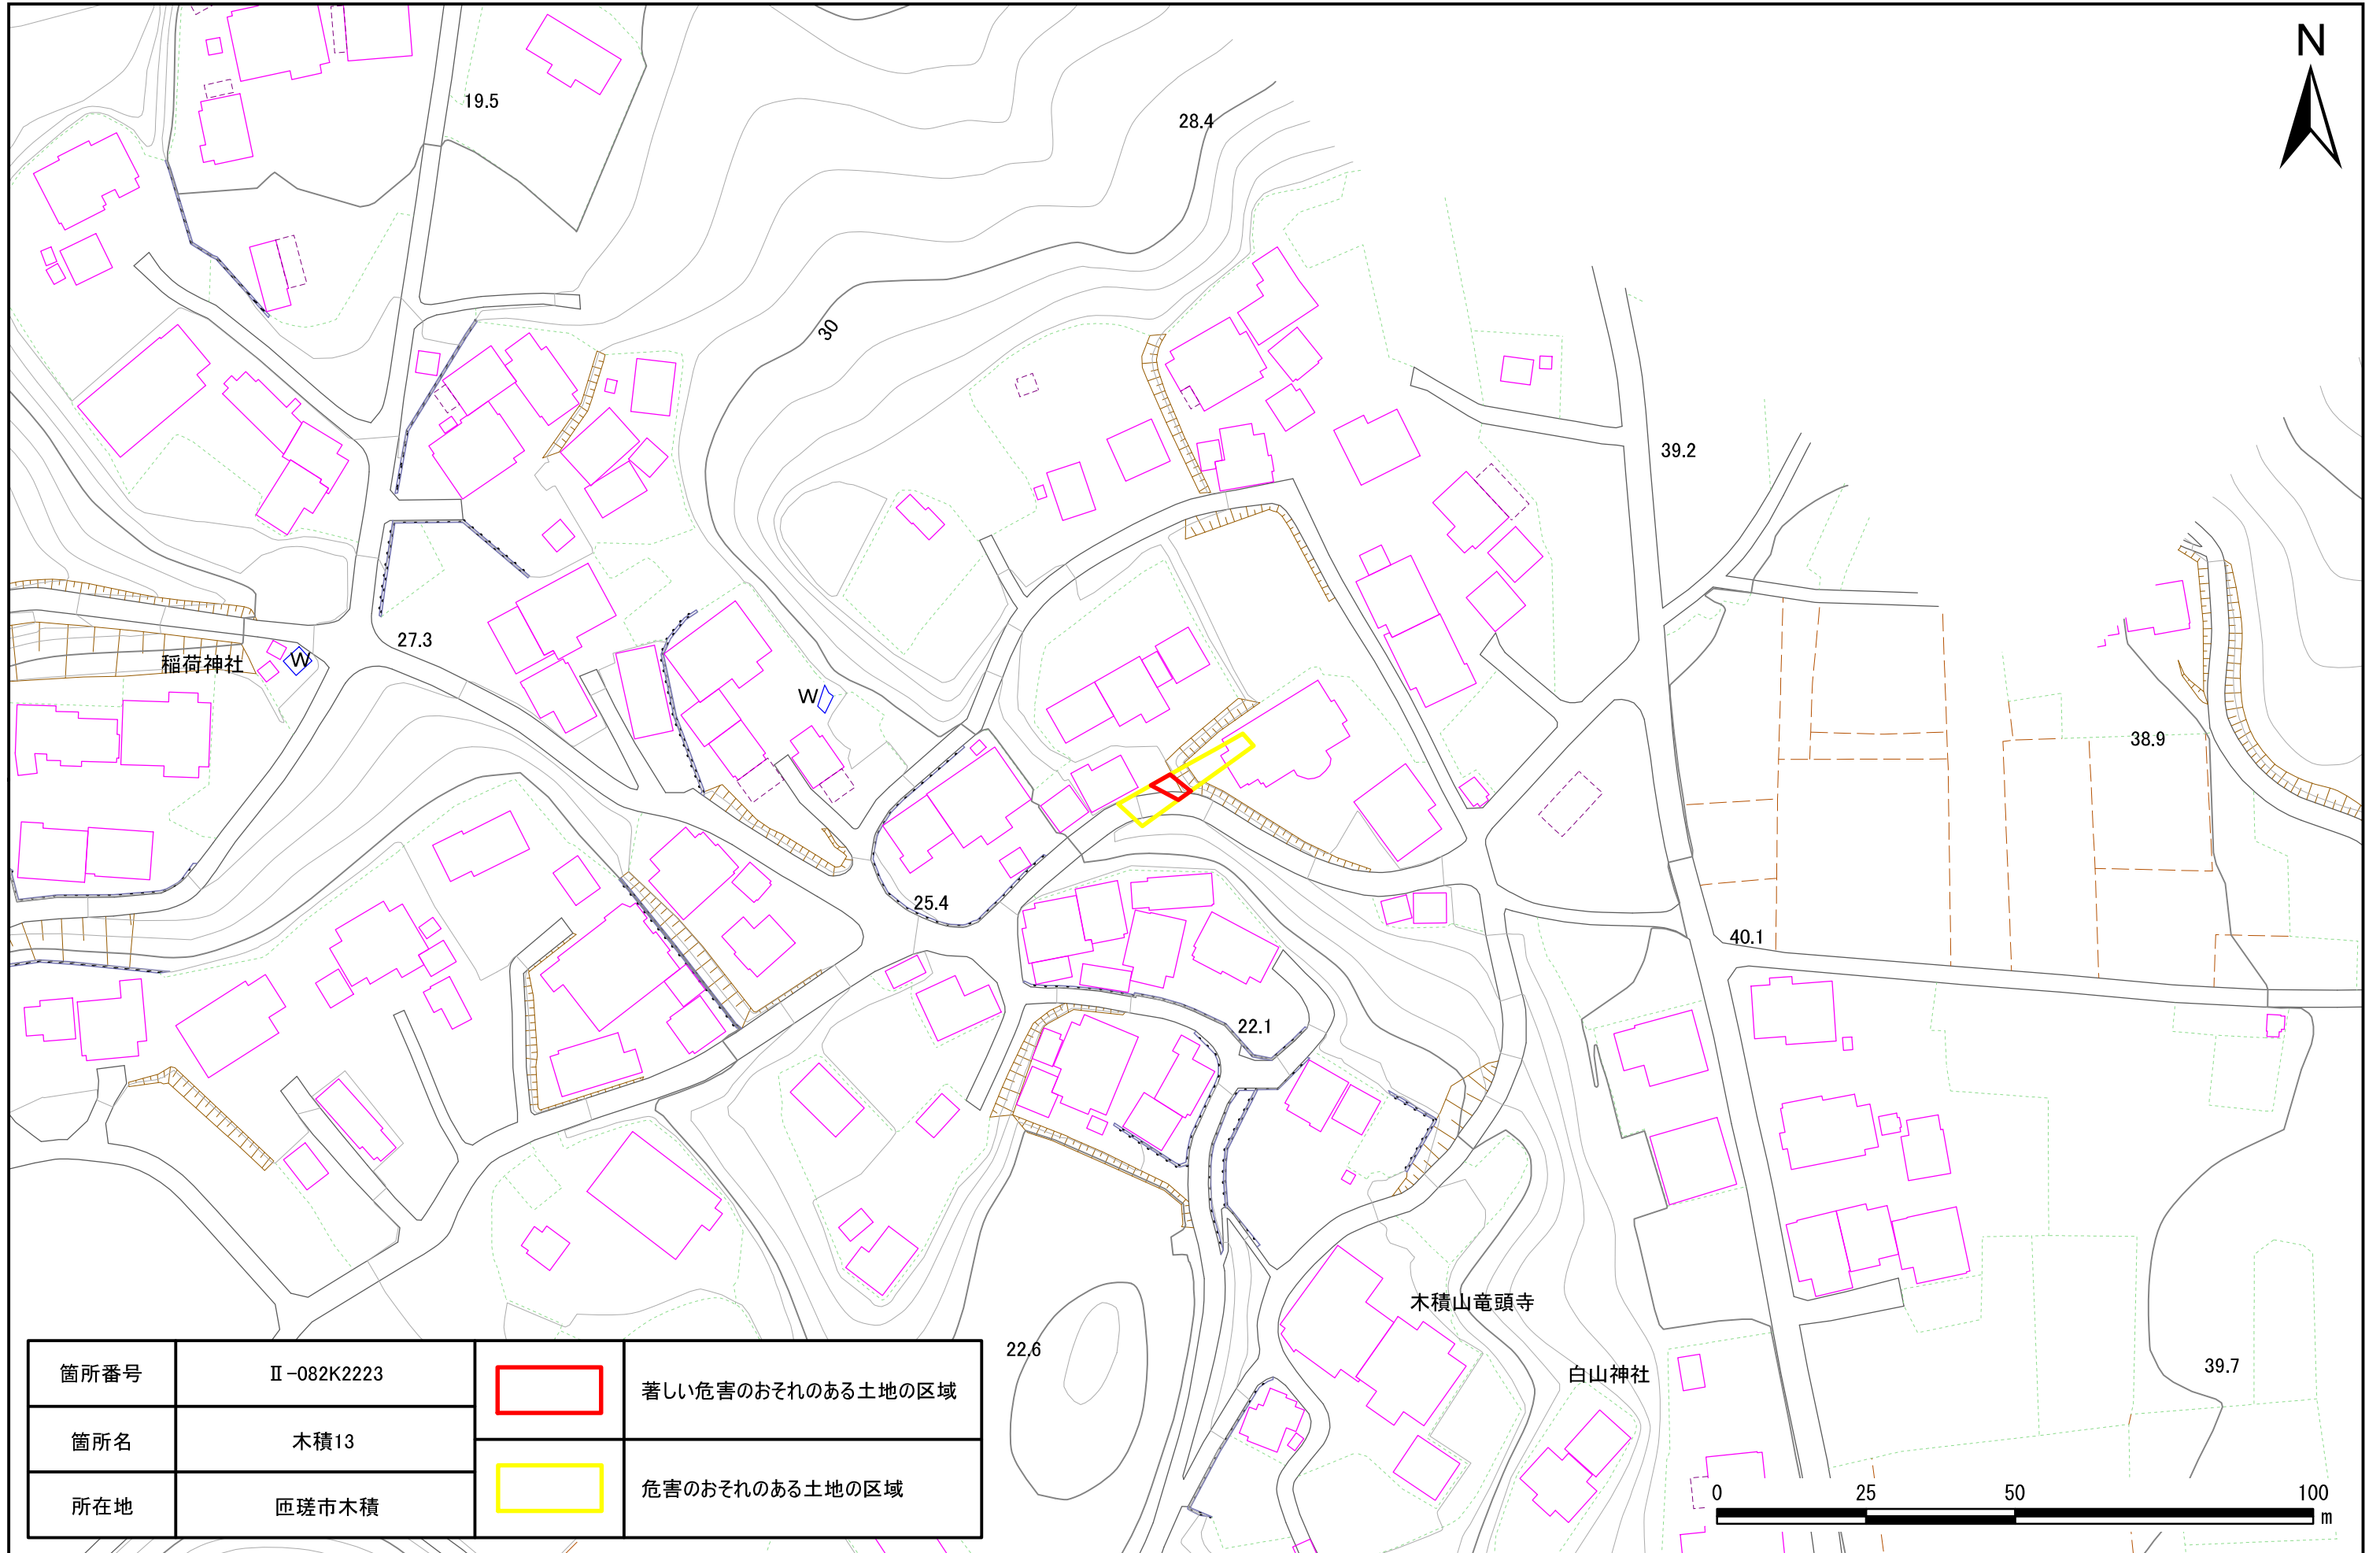 N
19.5
28.4
30
39.2
27.3
稲荷神社
W
W
38.9
25.4
40.1
22.1
木積山竜頭寺
22.6
白山神社
39.7
箇所番号 Ⅱ-082K2223
箇所名 木積13
所在地 匝瑳市木積
著しい危害のおそれのある土地の区域
危害のおそれのある土地の区域
0 25 50 100
m